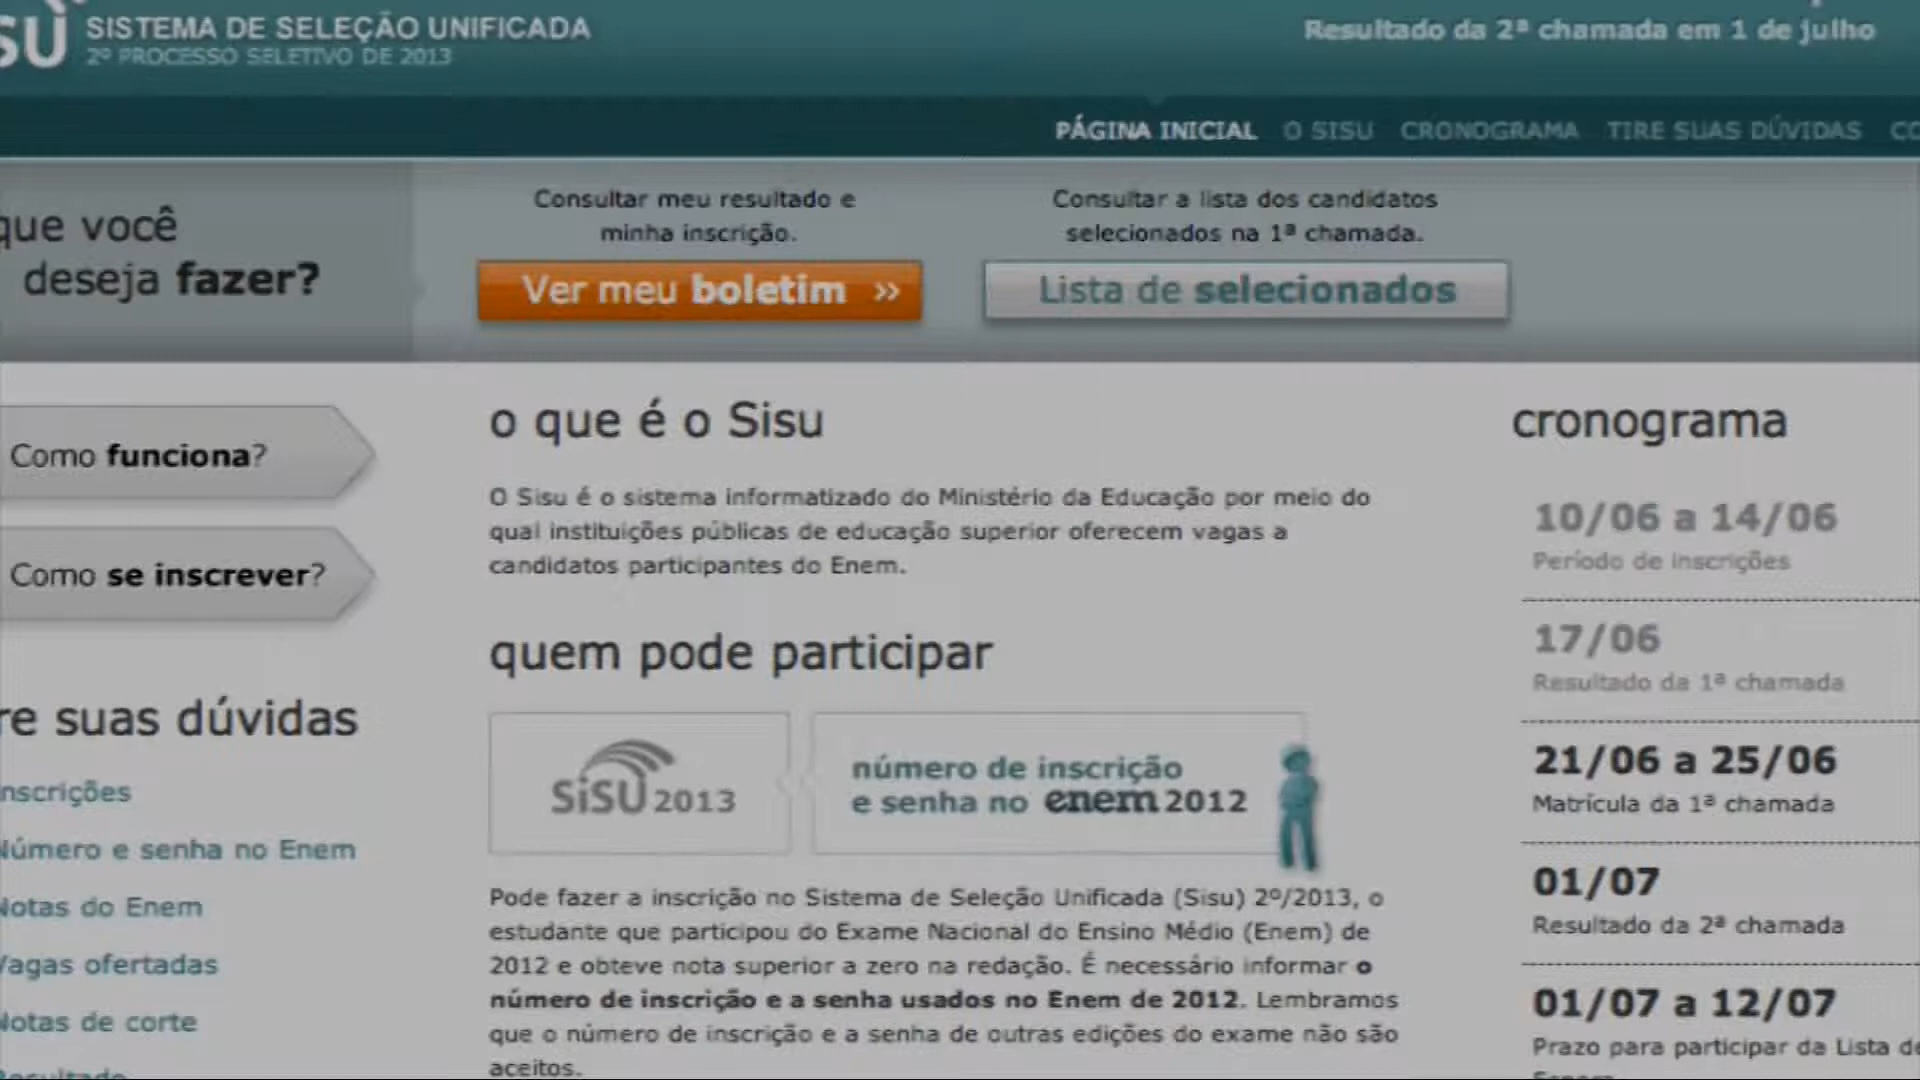 SISU SISTEMA DE SELEÇÃO UNIFICADA
2º PROCESSO SELETIVO DE 2013
Resultado da 2ª chamada em 1 de julho
PÁGINA INICIAL O SISU CRONOGRAMA TIRE SUAS DÚVIDAS CO
que você
deseja fazer?
Consultar meu resultado e
minha inscrição.
Ver meu boletim »
Consultar a lista dos candidatos
selecionados na 1ª chamada.
Lista de selecionados
Como funciona?
Como se inscrever?
re suas dúvidas
nscrições
Número e senha no Enem
Notas do Enem
Vagas ofertadas
Notas de corte
Resultado
o que é o Sisu
O Sisu é o sistema informatizado do Ministério da Educação por meio do
qual instituições públicas de educação superior oferecem vagas a
candidatos participantes do Enem.
quem pode participar
SiSU 2013
número de inscrição
e senha no enem 2012
Pode fazer a inscrição no Sistema de Seleção Unificada (Sisu) 2º/2013, o
estudante que participou do Exame Nacional do Ensino Médio (Enem) de
2012 e obteve nota superior a zero na redação. É necessário informar o
número de inscrição e a senha usados no Enem de 2012. Lembramos
que o número de inscrição e a senha de outras edições do exame não são
aceitos.
cronograma
10/06 a 14/06
Período de inscrições
17/06
Resultado da 1ª chamada
21/06 a 25/06
Matrícula da 1ª chamada
01/07
Resultado da 2ª chamada
01/07 a 12/07
Prazo para participar da Lista de
Espera